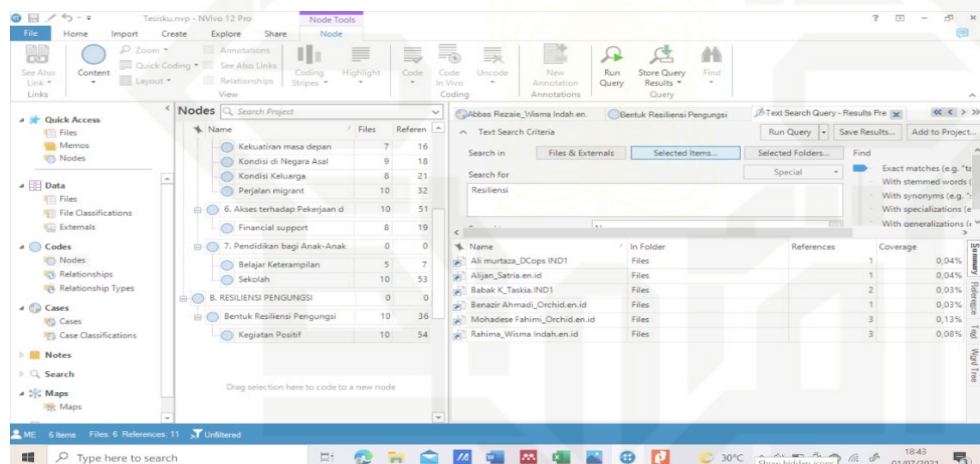 Tesisku.nvp - NVivo 12 Pro
Node Tools
File Home Import Create Explore Share Node
See Also Link
Links
Content
Zoom
Quick Coding
Layout
Annotations
See Also Links
Relationships
View
Coding Stripes
Highlight
Code
Code In Vivo
Uncode
Coding
New Annotation
Annotations
Run Query
Store Query Results
Find
Query
Quick Access
Files
Memos
Nodes
Data
Files
File Classifications
Externals
Codes
Nodes
Relationships
Relationship Types
Cases
Cases
Case Classifications
Notes
Search
Maps
Maps
Nodes
Search Project
Name Files Referen
Kekuatiran masa depan 7 16
Kondisi di Negara Asal 9 18
Kondisi Keluarga 8 21
Perjalan migrant 10 32
6. Akses terhadap Pekerjaan d 10 51
Financial support 8 19
7. Pendidikan bagi Anak-Anak 0 0
Belajar Keterampilan 5 7
Sekolah 10 53
B. RESILIENSI PENGUNGSI 0 0
Bentuk Resiliensi Pengungsi 10 36
Kegiatan Positif 10 54
Drag selection here to code to a new node
Abbas Rezaie_Wisma Indah.en.
Bentuk Resiliensi Pengungsi
Text Search Query - Results Pre
Text Search Criteria
Run Query
Save Results...
Add to Project...
Search in
Files & Externals
Selected Items...
Selected Folders...
Find
Search for
Special
Resiliensi
Exact matches (e.g. "ta
With stemmed words (
With synonyms (e.g. "s
With specializations (e
With generalizations (
Name In Folder References Coverage
Ali murtaza_DCops IND1 Files 1 0,04%
Alijan_Satria.en.id Files 1 0,04%
Babak K_Taskia.IND1 Files 2 0,03%
Benazir Ahmadi_Orchid.en.id Files 1 0,03%
Mohadese Fahimi_Orchid.en.id Files 3 0,13%
Rahima_Wisma Indah.en.id Files 3 0,08%
Summary
Reference
Text
Word Tree
ME 6 Items Files: 6 References: 11 Unfiltered
Type here to search
30°C
Show hidden icons
18:43
01/07/2021